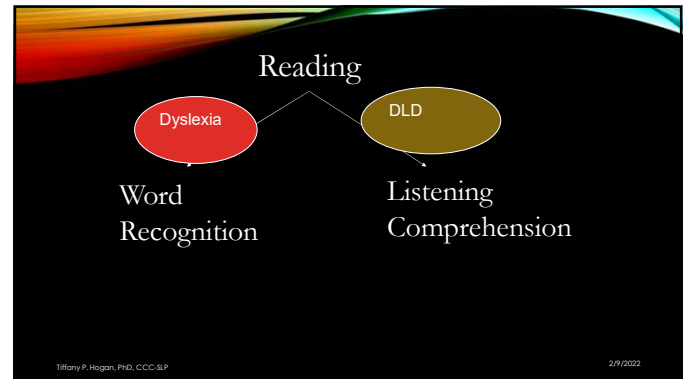 Reading
Dyslexia
DLD
Word
Recognition
Listening
Comprehension
Tiffany P. Hogan, PhD, CCC-SLP
2/9/2022